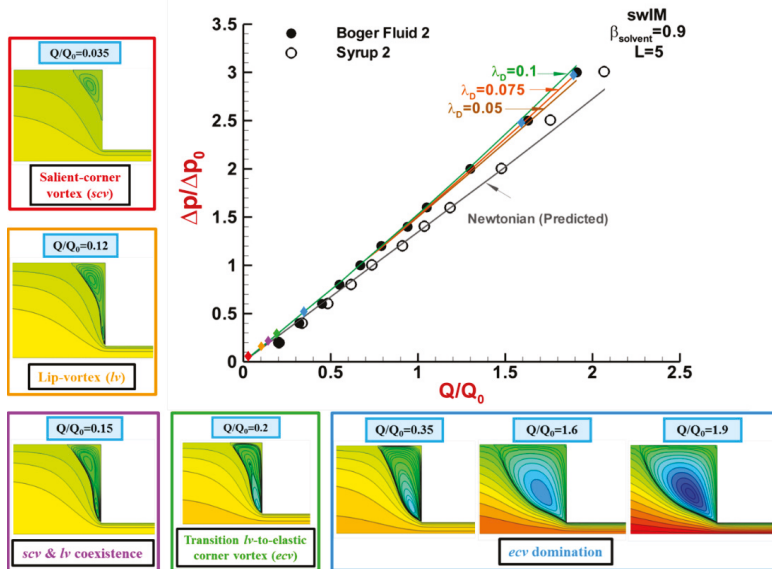 Q/Q0=0.035
Salient-corner
vortex (scv)
Q/Q0=0.12
Lip-vortex (lv)
Q/Q0=0.15
scv & lv coexistence
Q/Q0=0.2
Transition lv-to-elastic
corner vortex (ecv)
Q/Q0=0.35
Q/Q0=1.6
Q/Q0=1.9
ecv domination
Boger Fluid 2
Syrup 2
swIM
βsolvent=0.9
L=5
λD=0.1
λD=0.075
λD=0.05
Newtonian (Predicted)
Δp/Δp0
3.5
3
2.5
2
1.5
1
0.5
0
0
0.5
1
1.5
2
2.5
Q/Q0